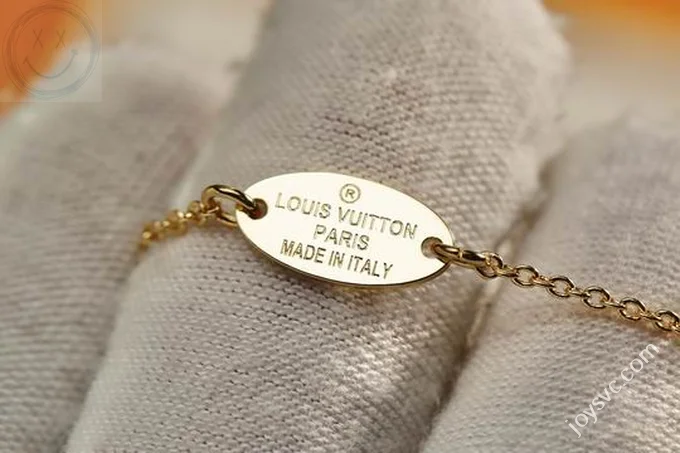 ®
LOUIS VUITTON
PARIS
MADE IN ITALY
joysvc.com